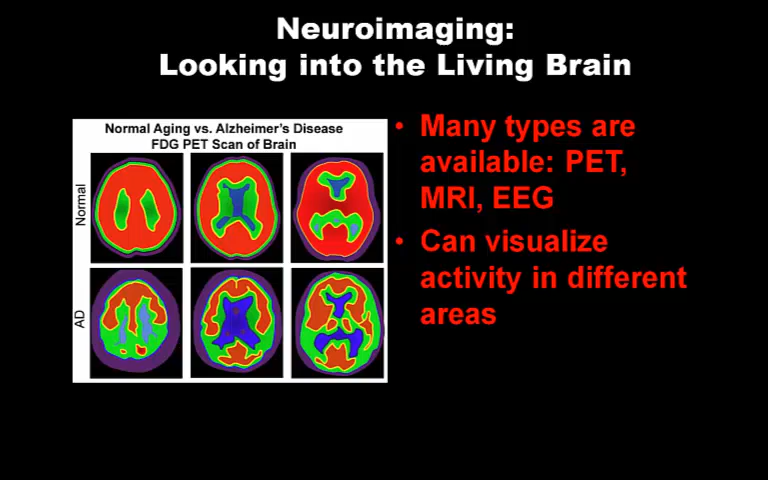 Neuroimaging:
Looking into the Living Brain
Normal Aging vs. Alzheimer's Disease
FDG PET Scan of Brain
Normal
AD
• Many types are
available: PET,
MRI, EEG
• Can visualize
activity in different
areas